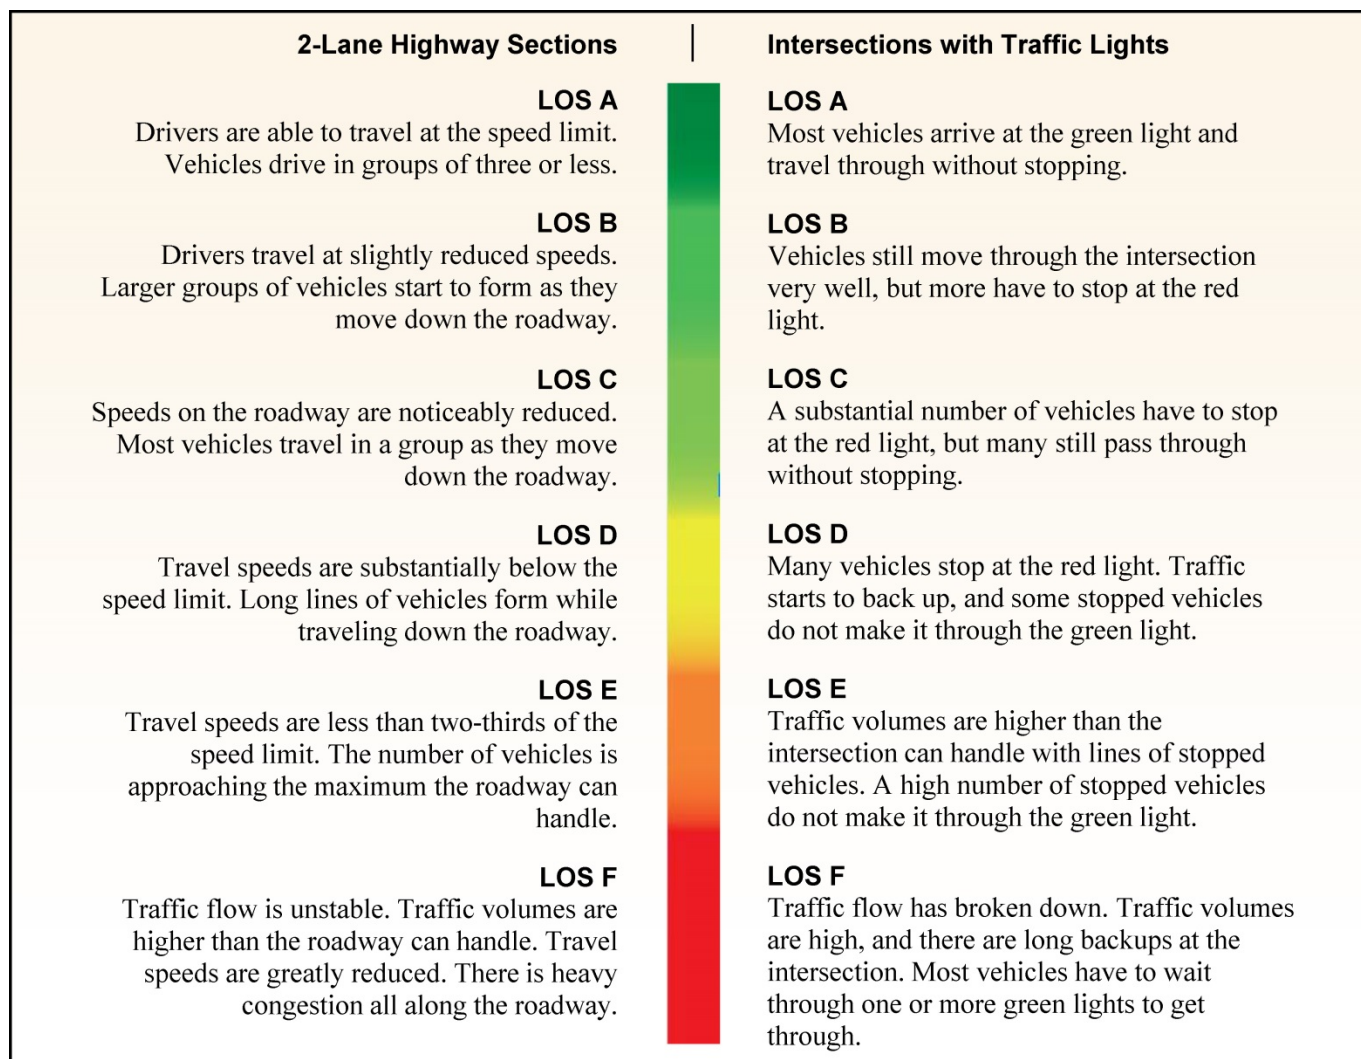 2-Lane Highway Sections
LOS A
Drivers are able to travel at the speed limit.
Vehicles drive in groups of three or less.
LOS B
Drivers travel at slightly reduced speeds.
Larger groups of vehicles start to form as they
move down the roadway.
LOS C
Speeds on the roadway are noticeably reduced.
Most vehicles travel in a group as they move
down the roadway.
LOS D
Travel speeds are substantially below the
speed limit. Long lines of vehicles form while
traveling down the roadway.
LOS E
Travel speeds are less than two-thirds of the
speed limit. The number of vehicles is
approaching the maximum the roadway can
handle.
LOS F
Traffic flow is unstable. Traffic volumes are
higher than the roadway can handle. Travel
speeds are greatly reduced. There is heavy
congestion all along the roadway.
Intersections with Traffic Lights
LOS A
Most vehicles arrive at the green light and
travel through without stopping.
LOS B
Vehicles still move through the intersection
very well, but more have to stop at the red
light.
LOS C
A substantial number of vehicles have to stop
at the red light, but many still pass through
without stopping.
LOS D
Many vehicles stop at the red light. Traffic
starts to back up, and some stopped vehicles
do not make it through the green light.
LOS E
Traffic volumes are higher than the
intersection can handle with lines of stopped
vehicles. A high number of stopped vehicles
do not make it through the green light.
LOS F
Traffic flow has broken down. Traffic volumes
are high, and there are long backups at the
intersection. Most vehicles have to wait
through one or more green lights to get
through.